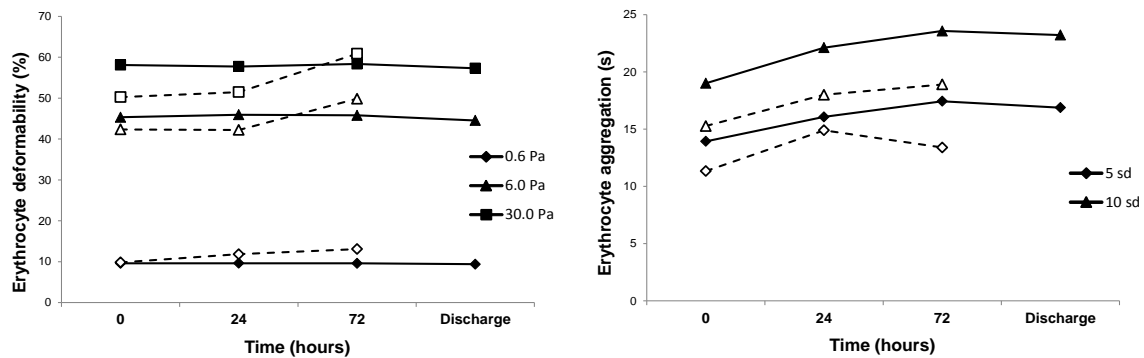 70
60
50
40
30
20
10
0
Erythrocyte deformability (%)
0 24 72 Discharge
Time (hours)
0.6 Pa
6.0 Pa
30.0 Pa
25
20
15
10
5
0
Erythrocyte aggregation (s)
0 24 72 Discharge
Time (hours)
5 sd
10 sd